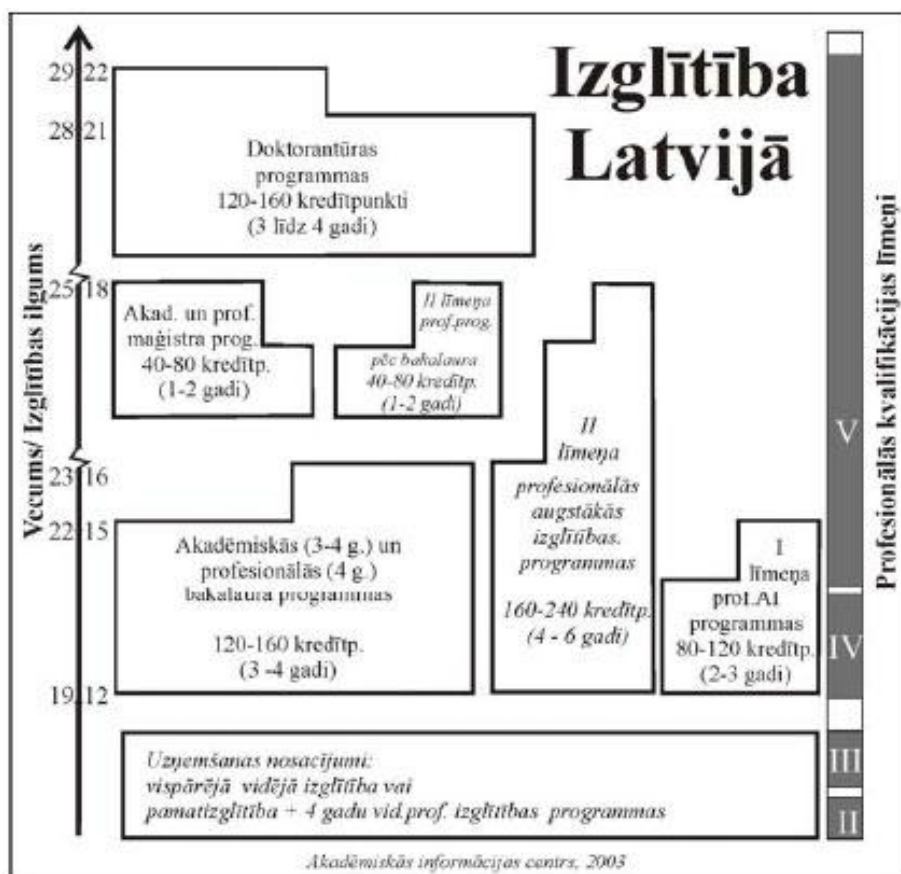 Izglītība
Latvijā
Vecums/ Izglītības ilgums
29 22
28 21
Doktorantūras
programmas
120-160 kredītpunkti
(3 līdz 4 gadi)
25 18
Akad. un prof.
maģistra prog.
40-80 kredītp.
(1-2 gadi)
II līmeņa
prof.prog.
pēc bakalaura
40-80 kredītp.
(1-2 gadi)
II
līmeņa
profesionālās
augstākās
izglītības.
programmas
160-240 kredītp.
(4 - 6 gadi)
23 16
22 15
Akadēmiskās (3-4 g.) un
profesionālās (4 g.)
bakalaura programmas
120-160 kredītp.
(3 -4 gadi)
I
līmeņa
prof.AI
programmas
80-120 kredītp.
(2-3 gadi)
19 12
Uzņemšanas nosacījumi:
vispārējā vidējā izglītība vai
pamatizglītība + 4 gadu vid.prof. izglītības programmas
Profesionālās kvalifikācijas līmeņi
V
IV
III
II
Akadēmiskās informācijas centrs, 2003